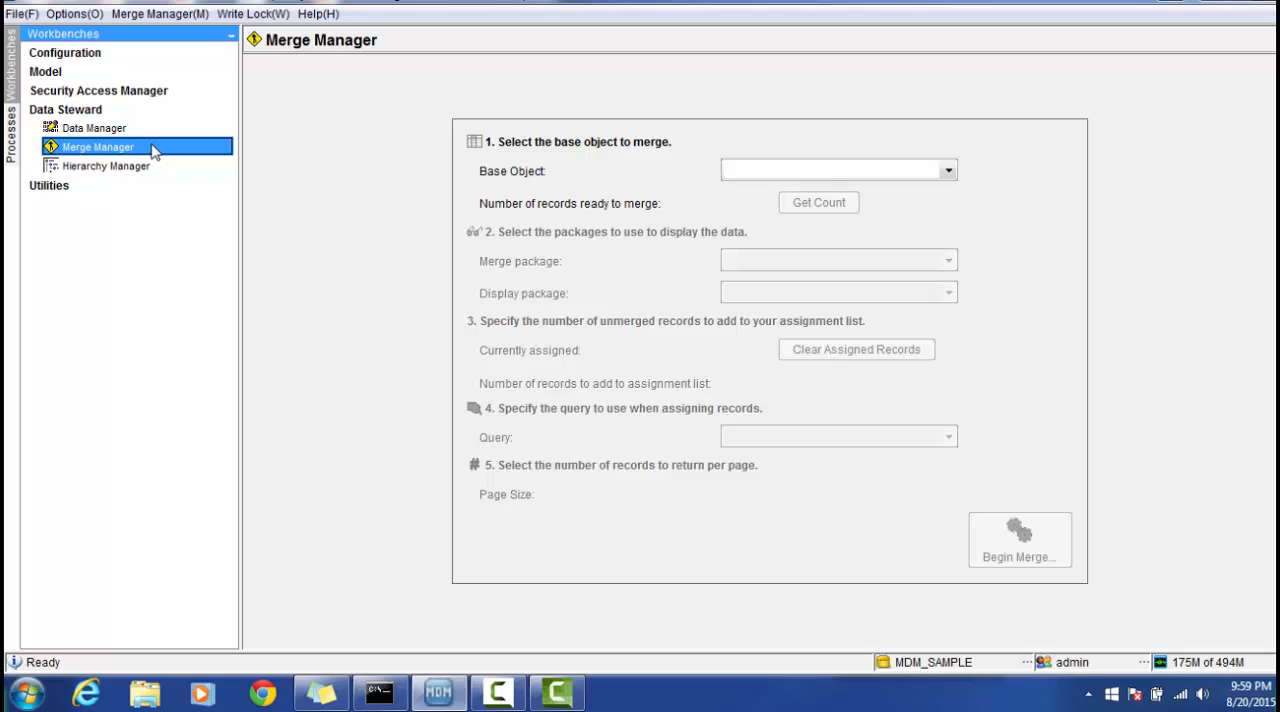 File(F) Options(O) Merge Manager(M) Write Lock(W) Help(H)
Workbenches
Processes
Workbenches
Configuration
Model
Security Access Manager
Data Steward
Data Manager
Merge Manager
Hierarchy Manager
Utilities
Merge Manager
1. Select the base object to merge.
Base Object:
Number of records ready to merge: Get Count
2. Select the packages to use to display the data.
Merge package:
Display package:
3. Specify the number of unmerged records to add to your assignment list.
Currently assigned: Clear Assigned Records
Number of records to add to assignment list:
4. Specify the query to use when assigning records.
Query:
# 5. Select the number of records to return per page.
Page Size:
Begin Merge...
Ready MDM_SAMPLE ... admin ... 175M of 494M
C:\.
MDM
C
C
9:59 PM
8/20/2015